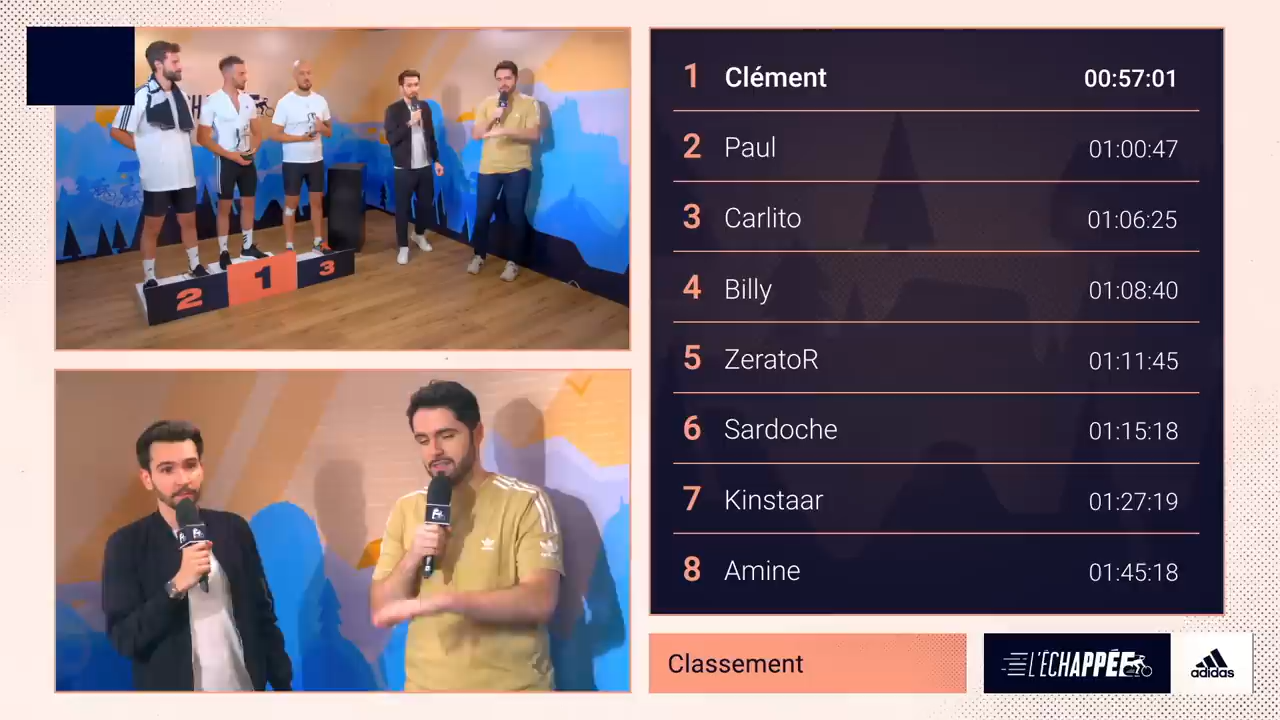 2
1
3
1 Clément 00:57:01
2 Paul 01:00:47
3 Carlito 01:06:25
4 Billy 01:08:40
5 ZeratoR 01:11:45
6 Sardoche 01:15:18
7 Kinstaar 01:27:19
8 Amine 01:45:18
Classement
L'ÉCHAPPÉE
adidas